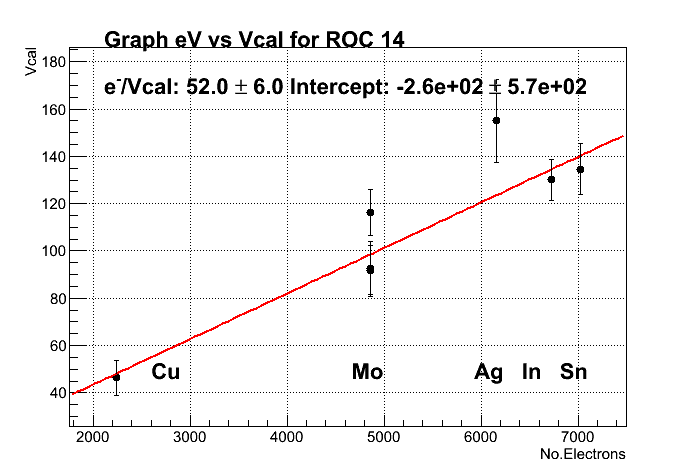 Graph eV vs Vcal for ROC 14
e-/Vcal: 52.0 ± 6.0 Intercept: -2.6e+02 ± 5.7e+02
Vcal
180
160
140
120
100
80
60
40
Cu Mo Ag In Sn
2000 3000 4000 5000 6000 7000
No.Electrons